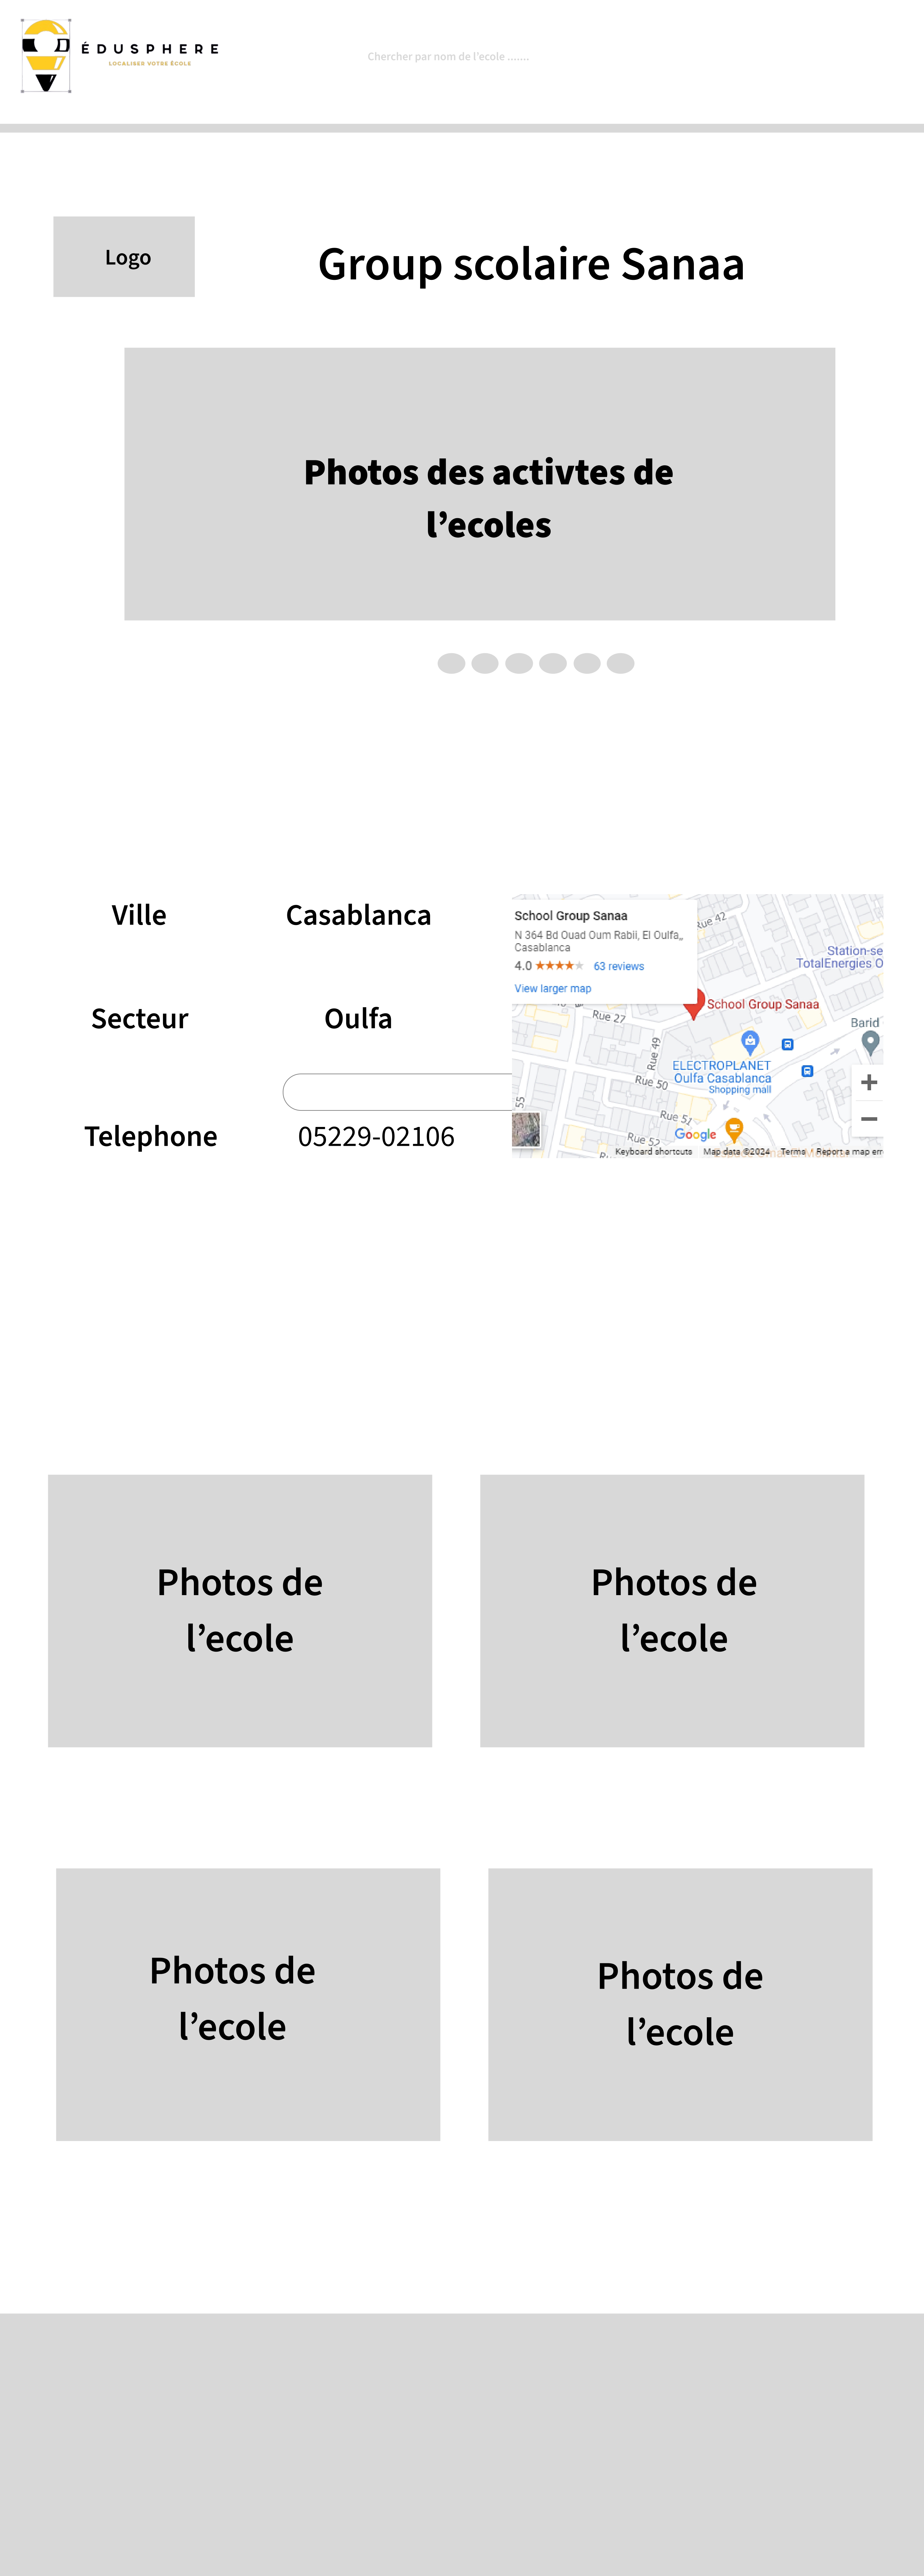 ÉDUSPHERE
LOCALISER VOTRE ÉCOLE
Chercher par nom de l'ecole .......
Logo
Group scolaire Sanaa
Photos des activtes de
l’ecoles
Ville
Casablanca
Secteur
Oulfa
Telephone
05229-02106
School Group Sanaa
N 364 Bd Ouad Oum Rabii, El Oulfa,,
Casablanca
4.0
63 reviews
View larger map
Rue 42
Station-se
TotalEnergies O
School Group Sanaa
Rue 27
Barid
Rue 49
ELECTROPLANET
Oulfa Casablanca
Shopping mall
Rue 50
55
Rue 51
Google
Rue 52
Keyboard shortcuts
Map data ©2024
Terms
Report a map err
Photos de
l’ecole
Photos de
l’ecole
Photos de
l’ecole
Photos de
l’ecole